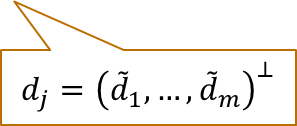 d_j = (d̃_1, …, d̃_m)^⊥